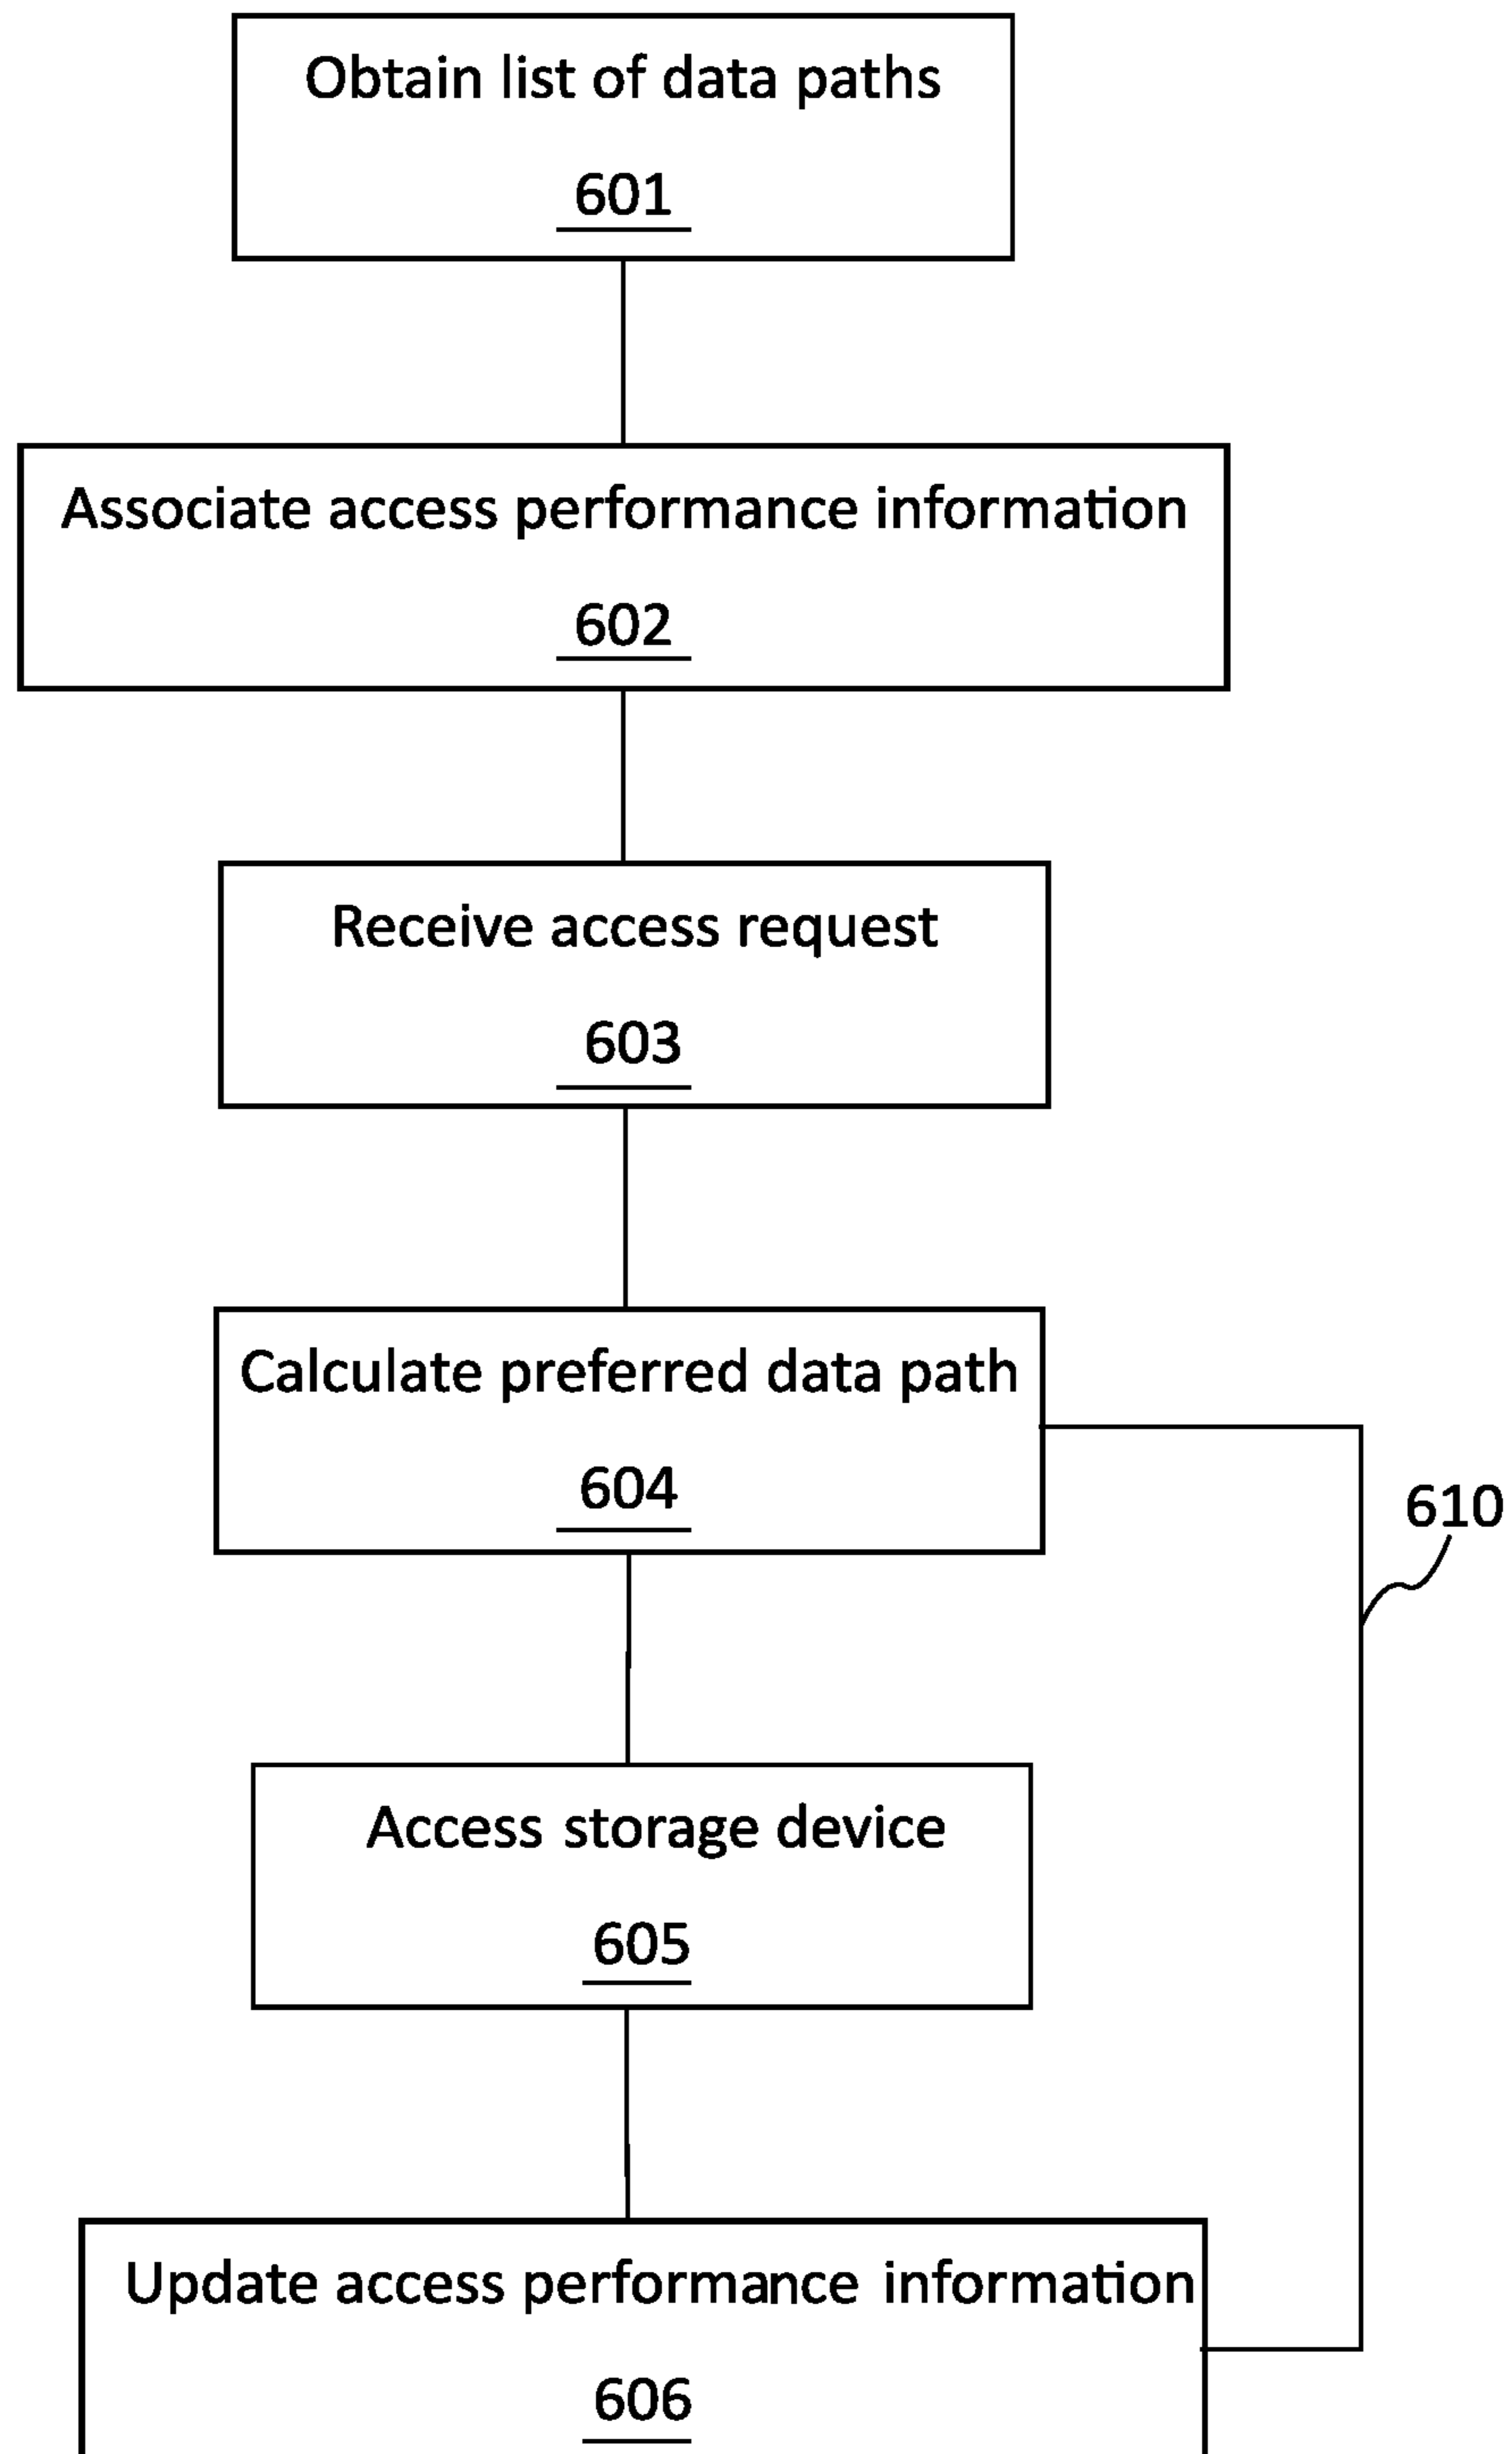 Obtain list of data paths
601
Associate access performance information
602
Receive access request
603
Calculate preferred data path
604
610
Access storage device
605
Update access performance information
606